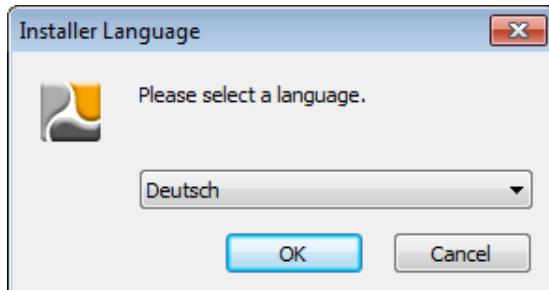 Installer Language
Please select a language.
Deutsch
OK
Cancel